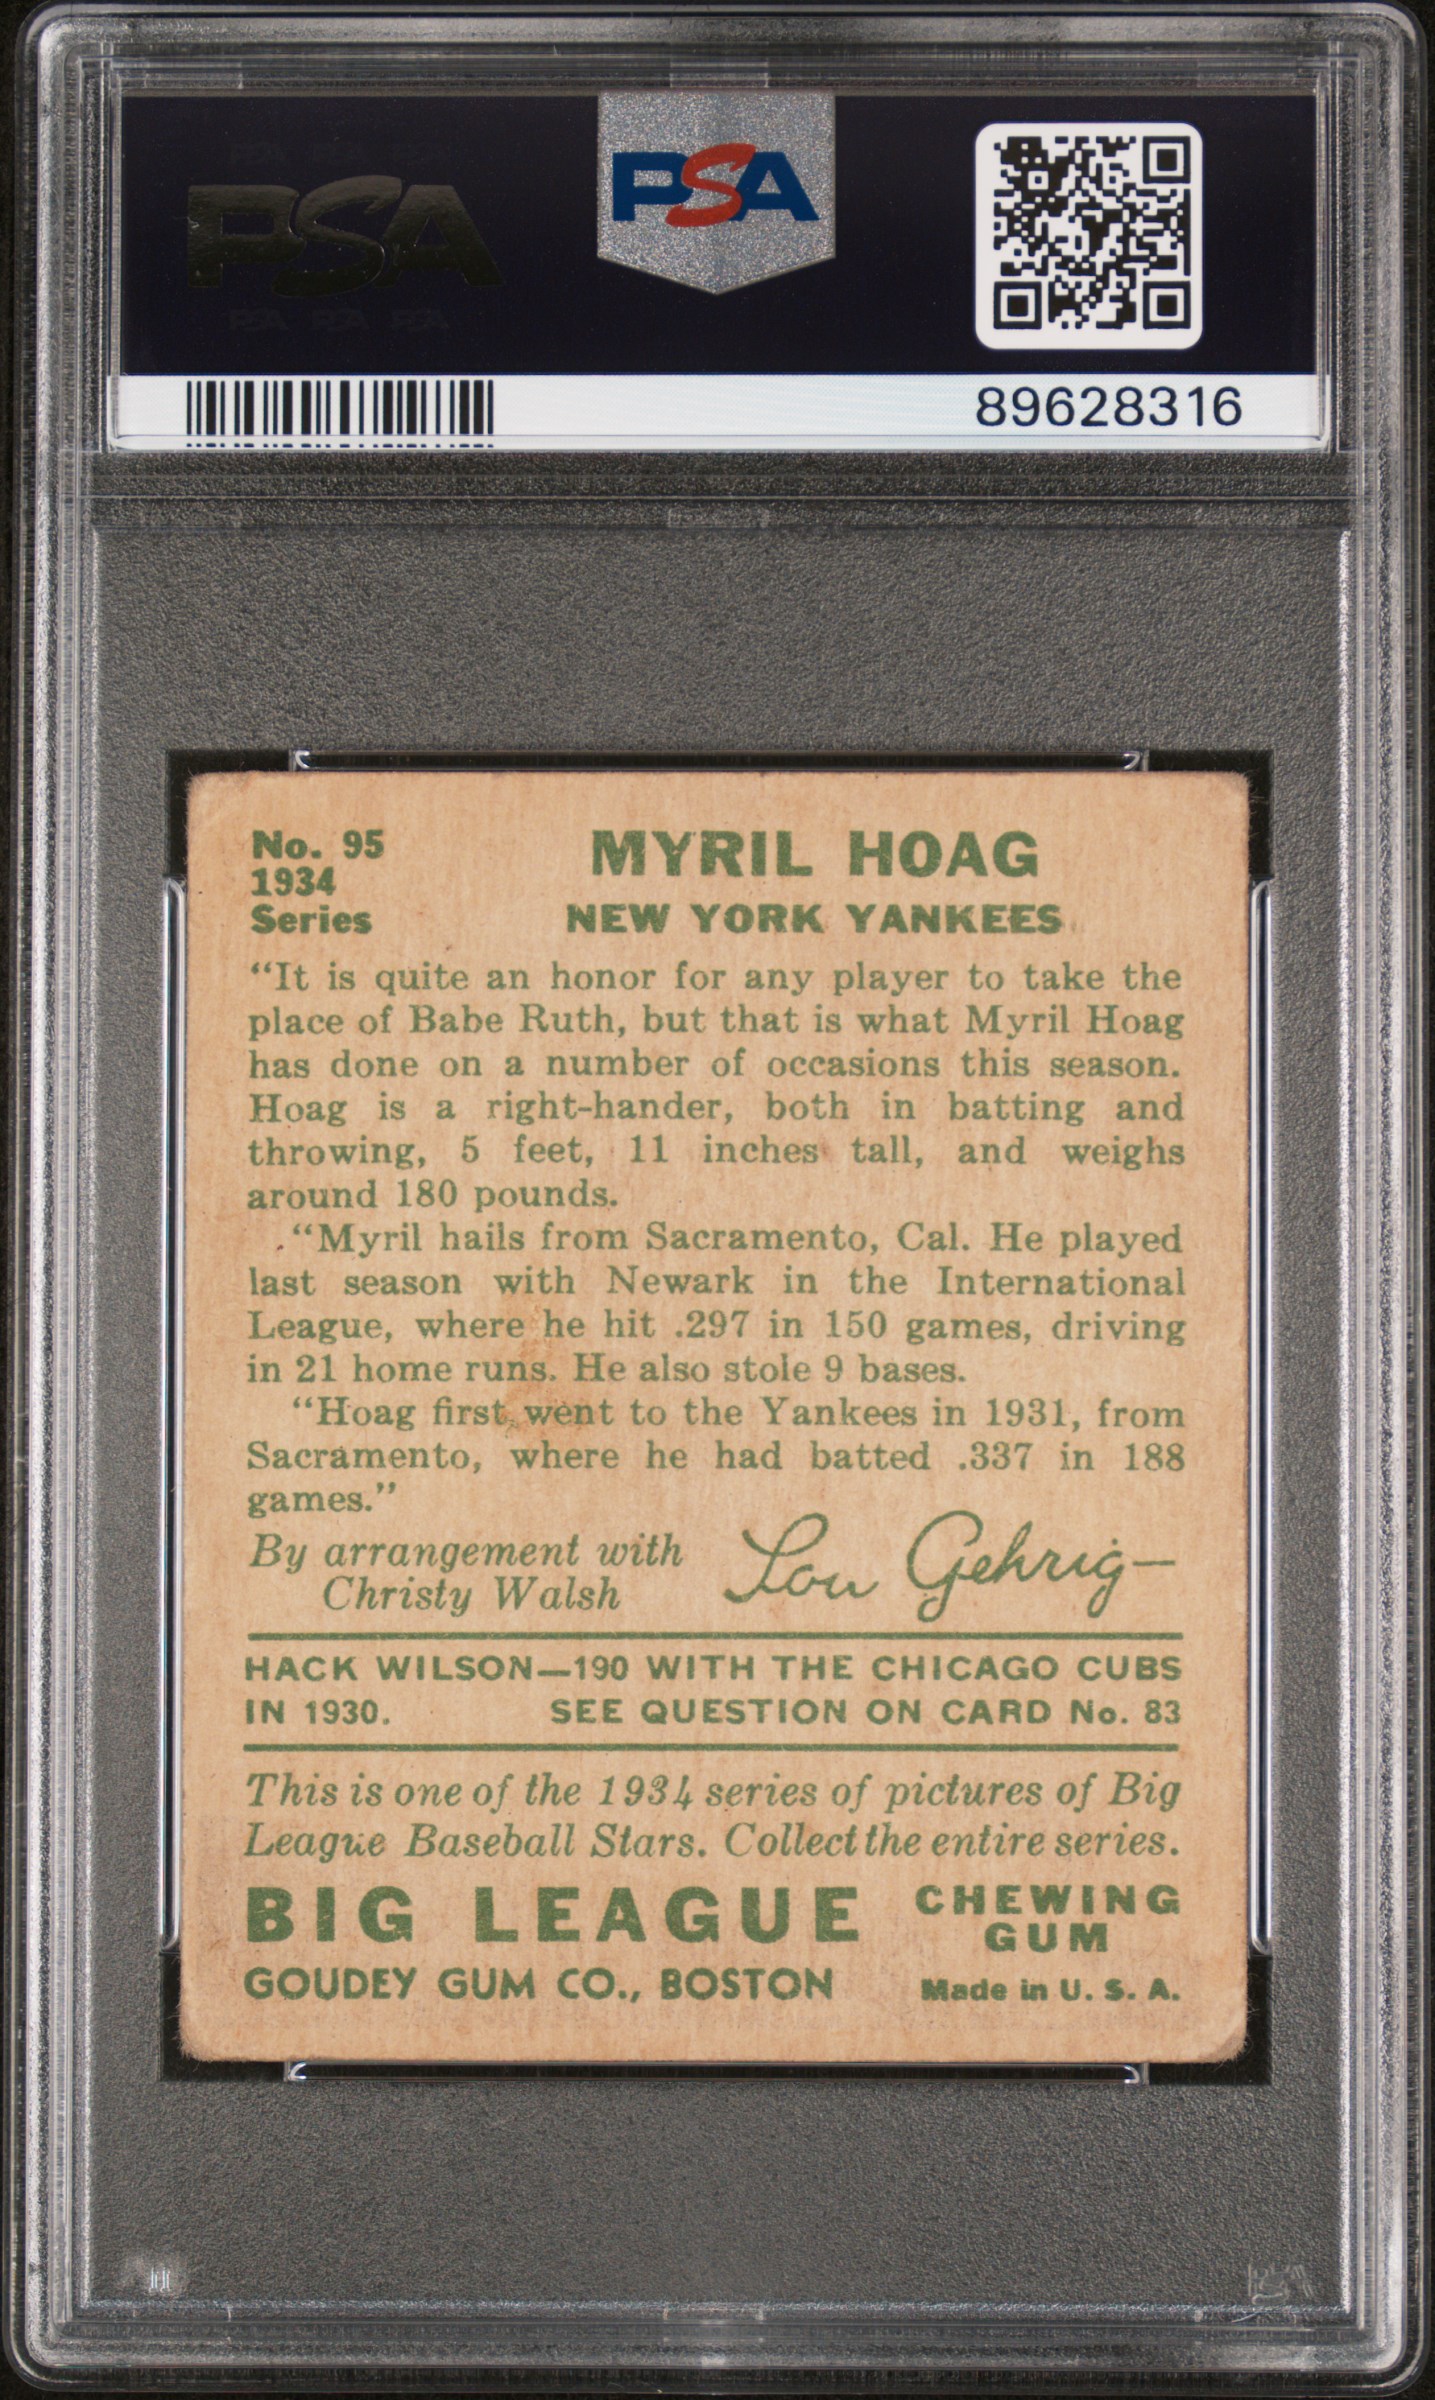 PSA
PSA
89628316
No. 95
1934
Series
MYRIL HOAG
NEW YORK YANKEES
“It is quite an honor for any player to take the
place of Babe Ruth, but that is what Myril Hoag
has done on a number of occasions this season.
Hoag is a right-hander, both in batting and
throwing, 5 feet, 11 inches tall, and weighs
around 180 pounds.
“Myril hails from Sacramento, Cal. He played
last season with Newark in the International
League, where he hit .297 in 150 games, driving
in 21 home runs. He also stole 9 bases.
“Hoag first went to the Yankees in 1931, from
Sacramento, where he had batted .337 in 188
games.”
By arrangement with
Christy Walsh
Lou Gehrig
HACK WILSON—190 WITH THE CHICAGO CUBS
IN 1930. SEE QUESTION ON CARD No. 83
This is one of the 1934 series of pictures of Big
League Baseball Stars. Collect the entire series.
BIG LEAGUE CHEWING
GUM
GOUDEY GUM CO., BOSTON Made in U. S. A.